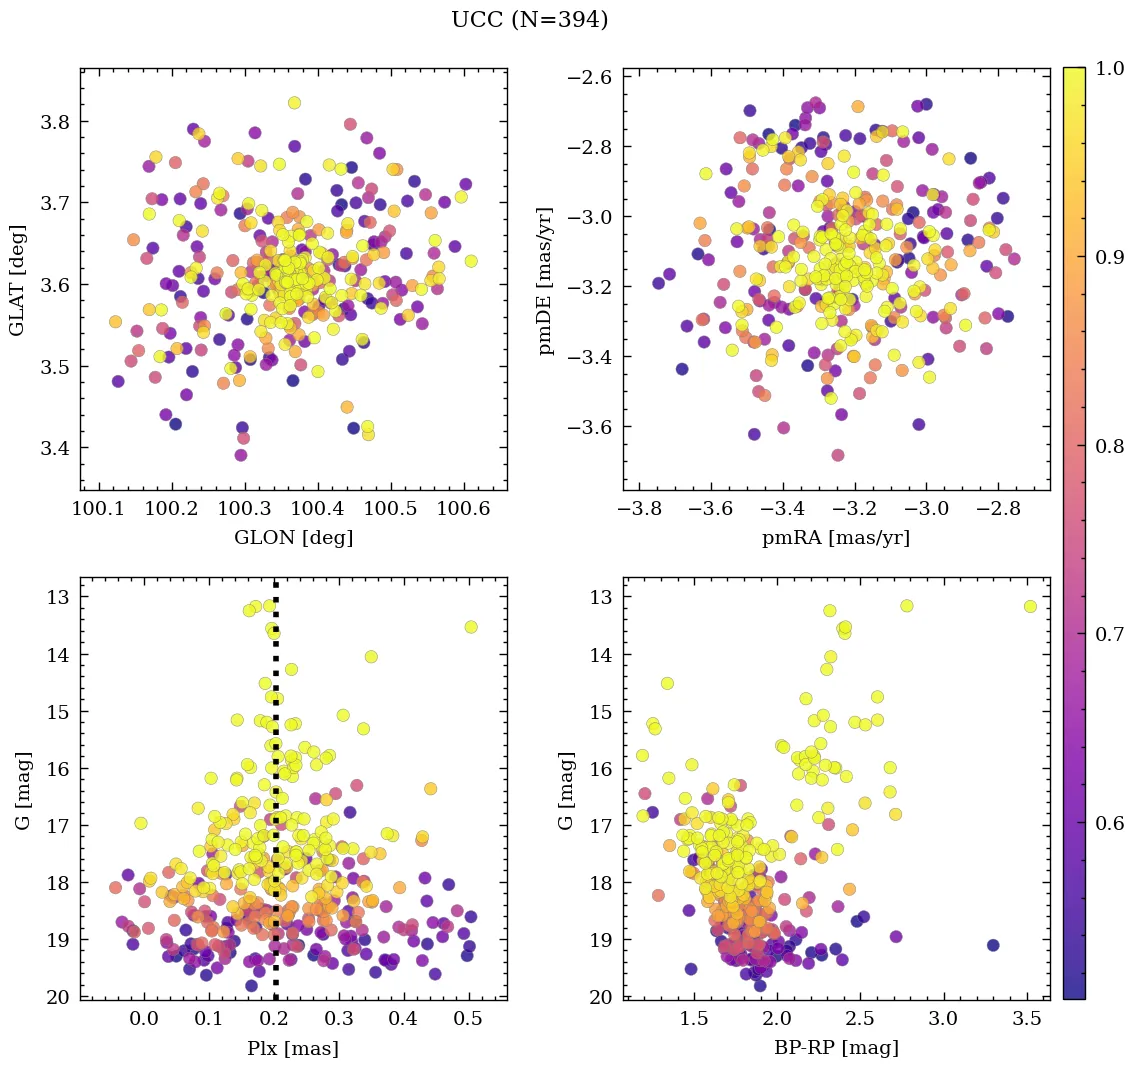 UCC (N=394)
3.8
3.7
3.6
3.5
3.4
GLAT [deg]
100.1 100.2 100.3 100.4 100.5 100.6
GLON [deg]
−2.6
−2.8
−3.0
−3.2
−3.4
−3.6
pmDE [mas/yr]
−3.8 −3.6 −3.4 −3.2 −3.0 −2.8
pmRA [mas/yr]
1.0
0.9
0.8
0.7
0.6
13
14
15
16
17
18
19
20
G [mag]
0.0 0.1 0.2 0.3 0.4 0.5
Plx [mas]
13
14
15
16
17
18
19
20
G [mag]
1.5 2.0 2.5 3.0 3.5
BP-RP [mag]